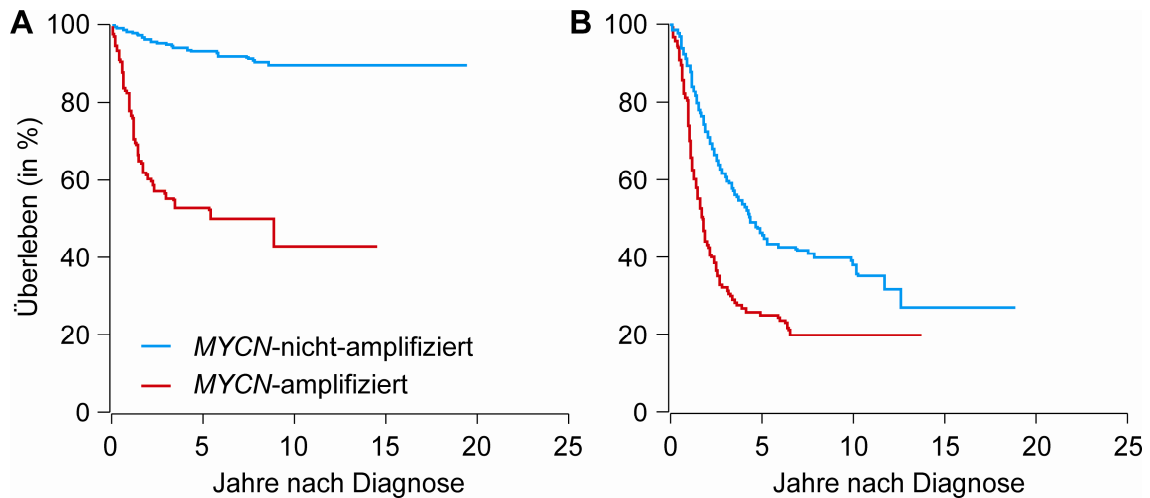 A
100
80
60
40
20
0
Überleben (in %)
MYCN-nicht-amplifiziert
MYCN-amplifiziert
0 5 10 15 20 25
Jahre nach Diagnose
B
100
80
60
40
20
0
0 5 10 15 20 25
Jahre nach Diagnose